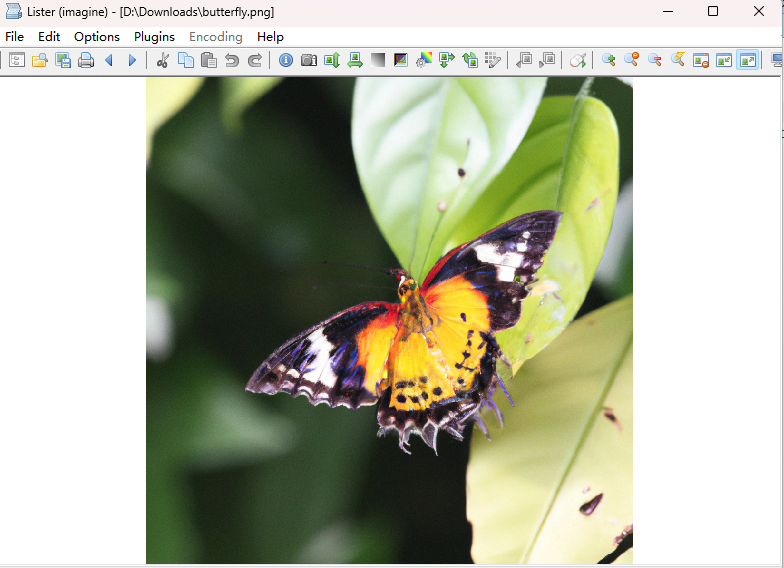 Lister (imagine) - [D:\Downloads\butterfly.png]
File Edit Options Plugins Encoding Help